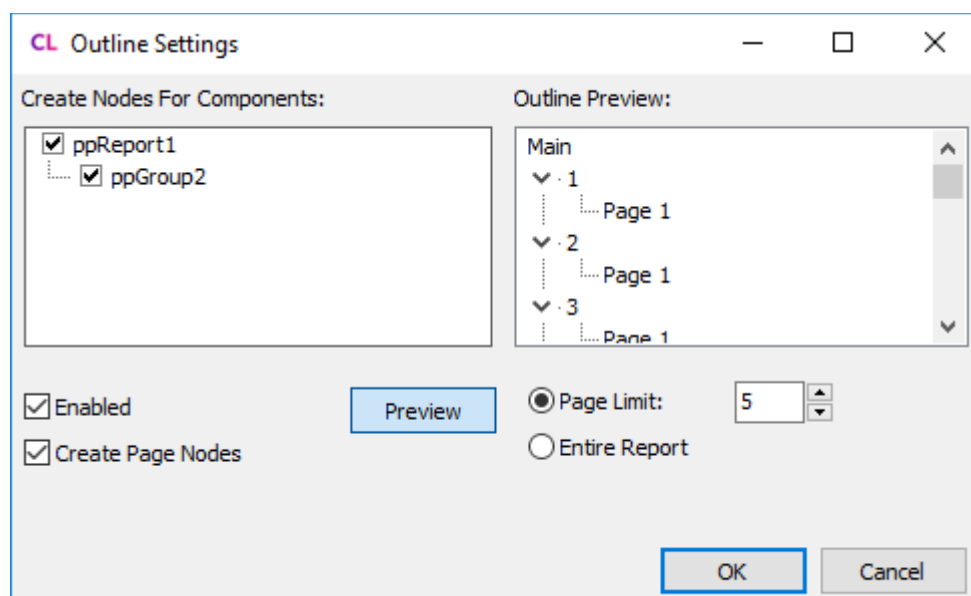 CL Outline Settings
Create Nodes For Components:
ppReport1
ppGroup2
Outline Preview:
Main
1
Page 1
2
Page 1
3
Page 1
Enabled
Create Page Nodes
Preview
Page Limit:
5
Entire Report
OK
Cancel